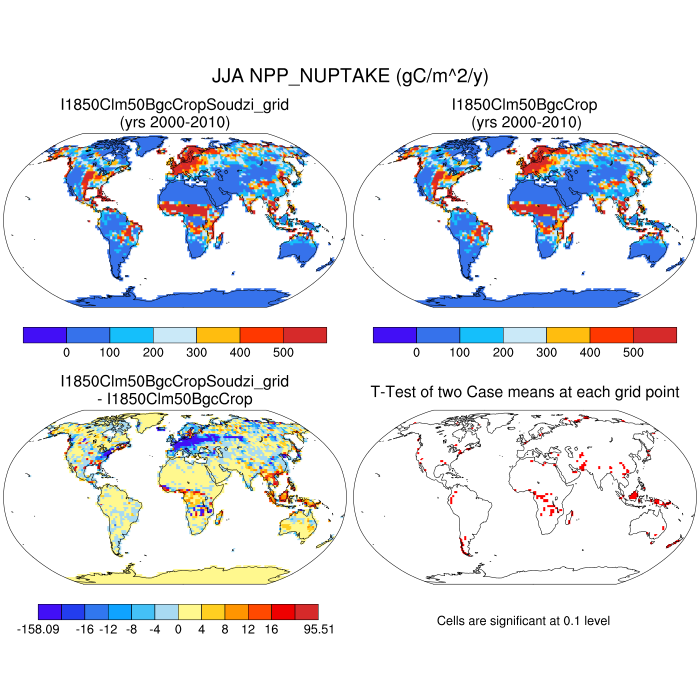 JJA NPP_NUPTAKE (gC/m^2/y)
I1850Clm50BgcCropSoudzi_grid
(yrs 2000-2010)
I1850Clm50BgcCrop
(yrs 2000-2010)
0 100 200 300 400 500
0 100 200 300 400 500
I1850Clm50BgcCropSoudzi_grid
- I1850Clm50BgcCrop
T-Test of two Case means at each grid point
-158.09 -16 -12 -8 -4 0 4 8 12 16 95.51
Cells are significant at 0.1 level